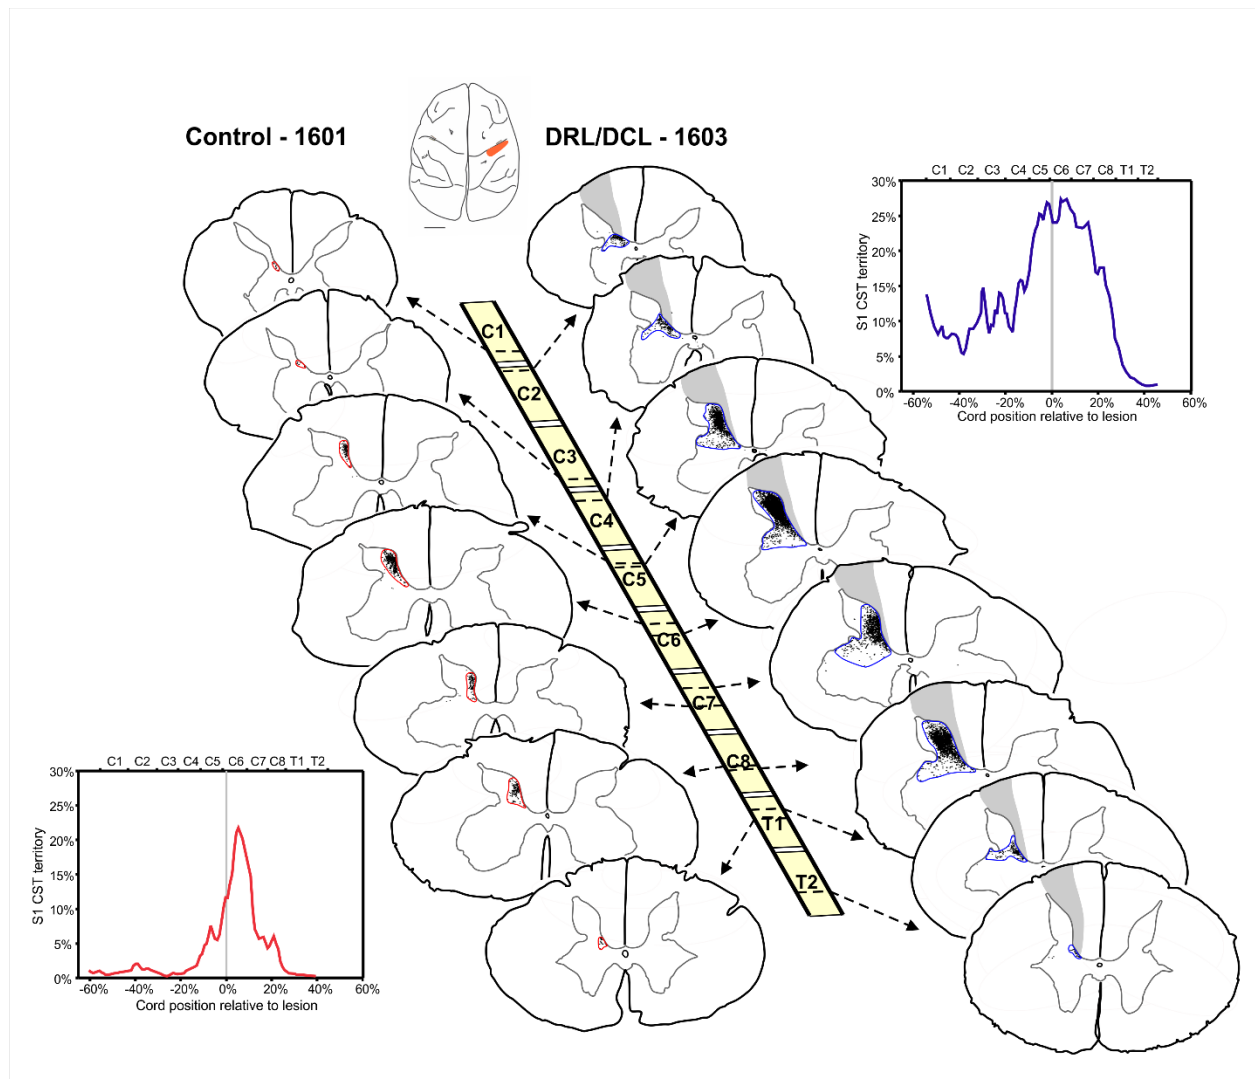 Control - 1601
DRL/DCL - 1603
C1 C2 C3 C4 C5 C6 C7 C8 T1 T2
30%
25%
20%
15%
10%
5%
0%
S1 CST territory
-60% -40% -20% 0% 20% 40% 60%
Cord position relative to lesion
C1
C2
C3
C4
C5
C6
C7
C8
T1
T2
C1 C2 C3 C4 C5 C6 C7 C8 T1 T2
30%
25%
20%
15%
10%
5%
0%
S1 CST territory
-60% -40% -20% 0% 20% 40% 60%
Cord position relative to lesion